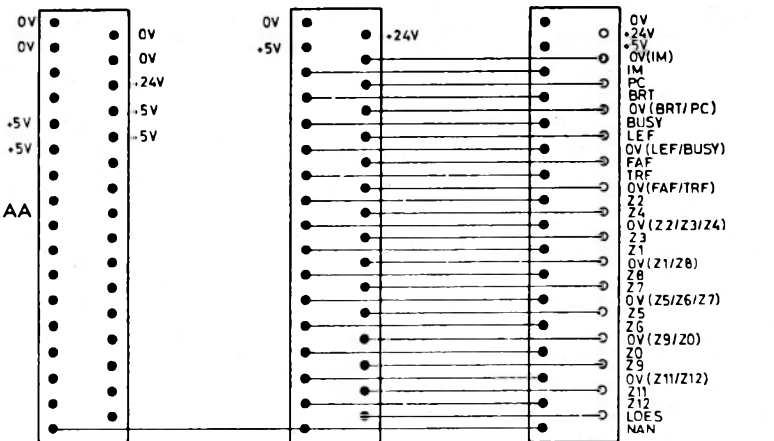 0V
0V
0V
0V
+24V
+5V
+5V
+5V
+5V
AA
0V
+5V
+24V
0V
+24V
+5V
0V(IM)
IM
PC
BRT
0V(BRT/PC)
BUSY
LEF
0V(LEF/BUSY)
FAF
TRF
0V(FAF/TRF)
Z2
Z4
0V(Z2/Z3/Z4)
Z3
Z1
0V(Z1/Z8)
Z8
Z7
0V(Z5/Z6/Z7)
Z5
Z6
0V(Z9/Z0)
Z0
Z9
0V(Z11/Z12)
Z11
Z12
LOES
NAN